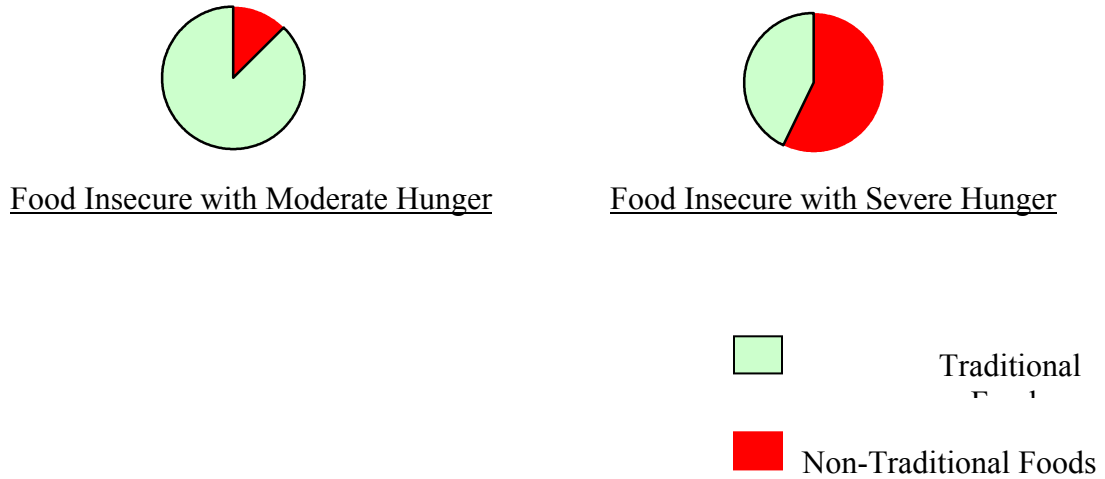 Food Insecure with Moderate Hunger
Food Insecure with Severe Hunger
Traditional
Non-Traditional Foods